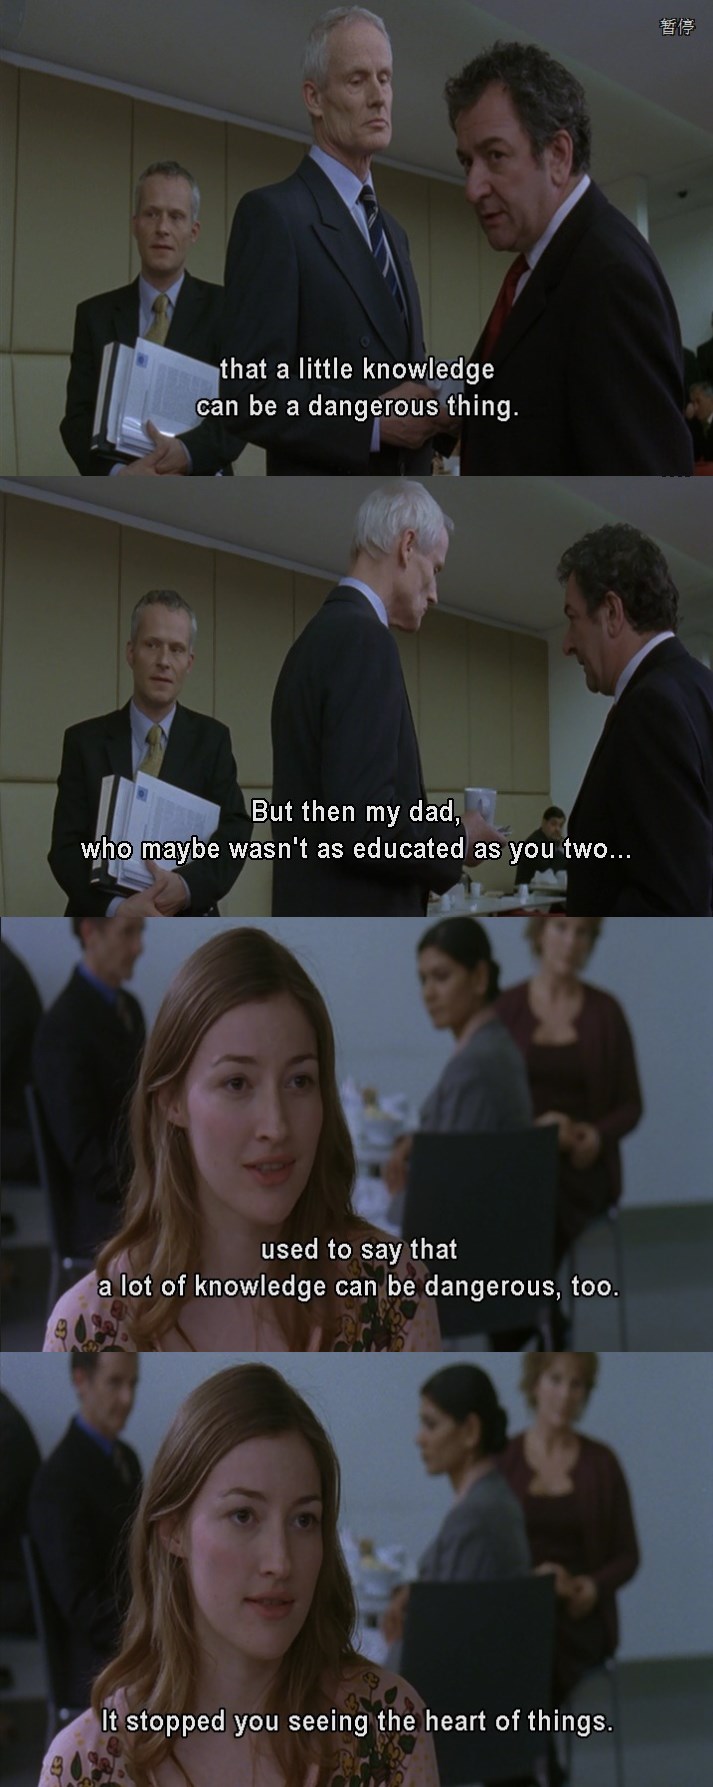 暂停
that a little knowledge
can be a dangerous thing.
But then my dad,
who maybe wasn't as educated as you two...
used to say that
a lot of knowledge can be dangerous, too.
It stopped you seeing the heart of things.